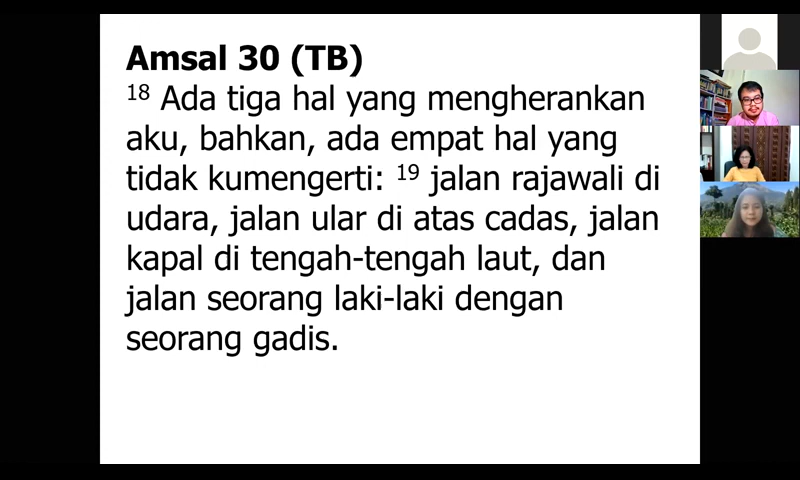 Amsal 30 (TB)
18 Ada tiga hal yang mengherankan
aku, bahkan, ada empat hal yang
tidak kumengerti: 19 jalan rajawali di
udara, jalan ular di atas cadas, jalan
kapal di tengah-tengah laut, dan
jalan seorang laki-laki dengan
seorang gadis.